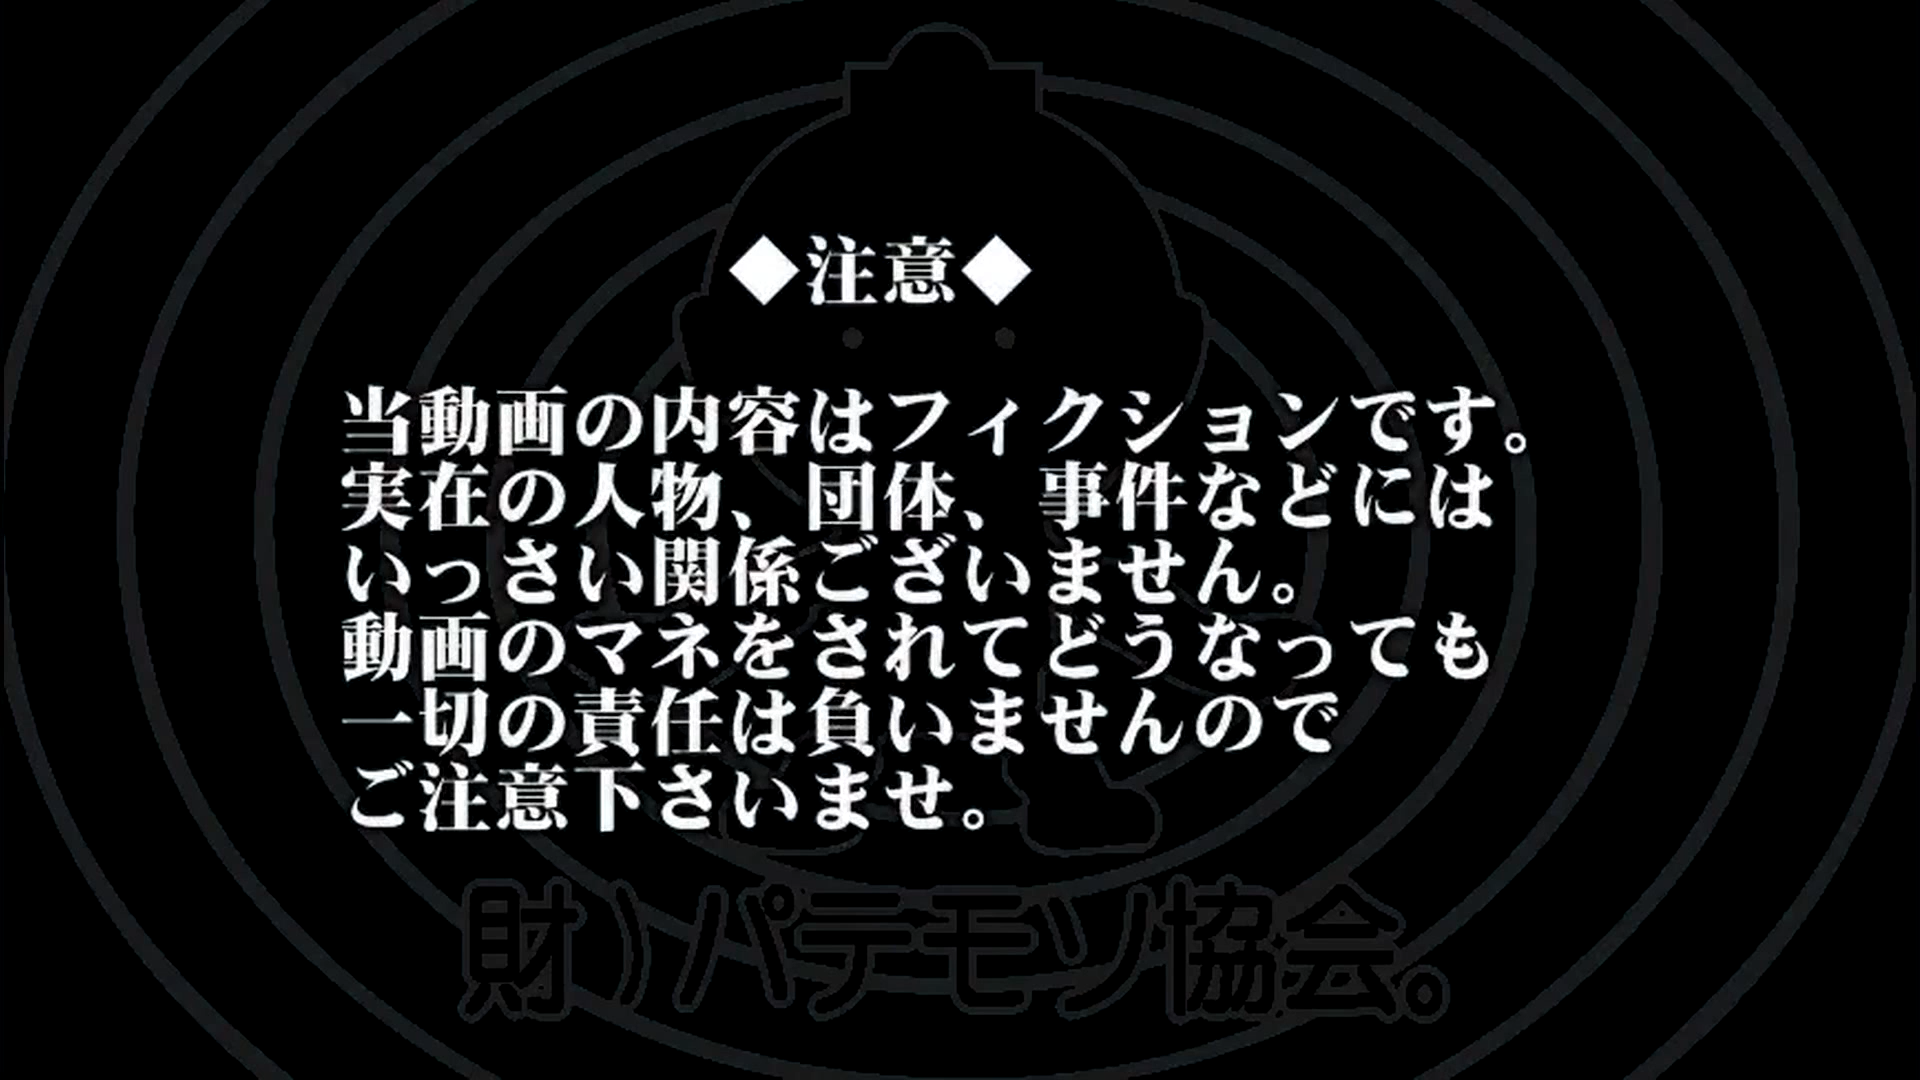 ◆注意◆
当動画の内容はフィクションです。
実在の人物、団体、事件などには
いっさい関係ございません。
動画のマネをされてどうなっても
一切の責任は負いませんので
ご注意下さいませ。
財)パテモソ協会。